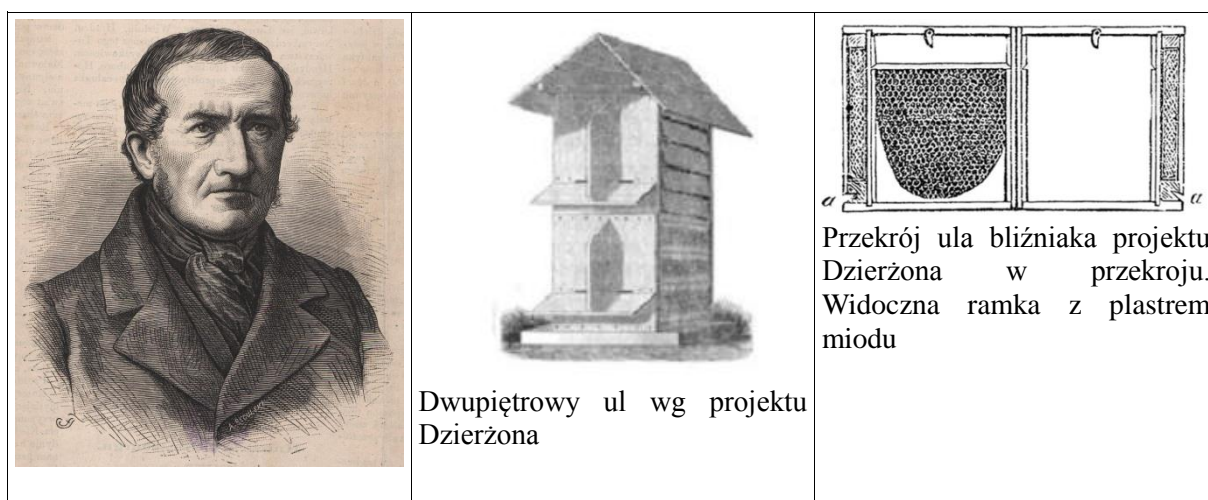 Dwupiętrowy ul wg projektu
Dzierżona
a
a
Przekrój ula bliźniaka projektu
Dzierżona w przekroju.
Widoczna ramka z plastrem
miodu